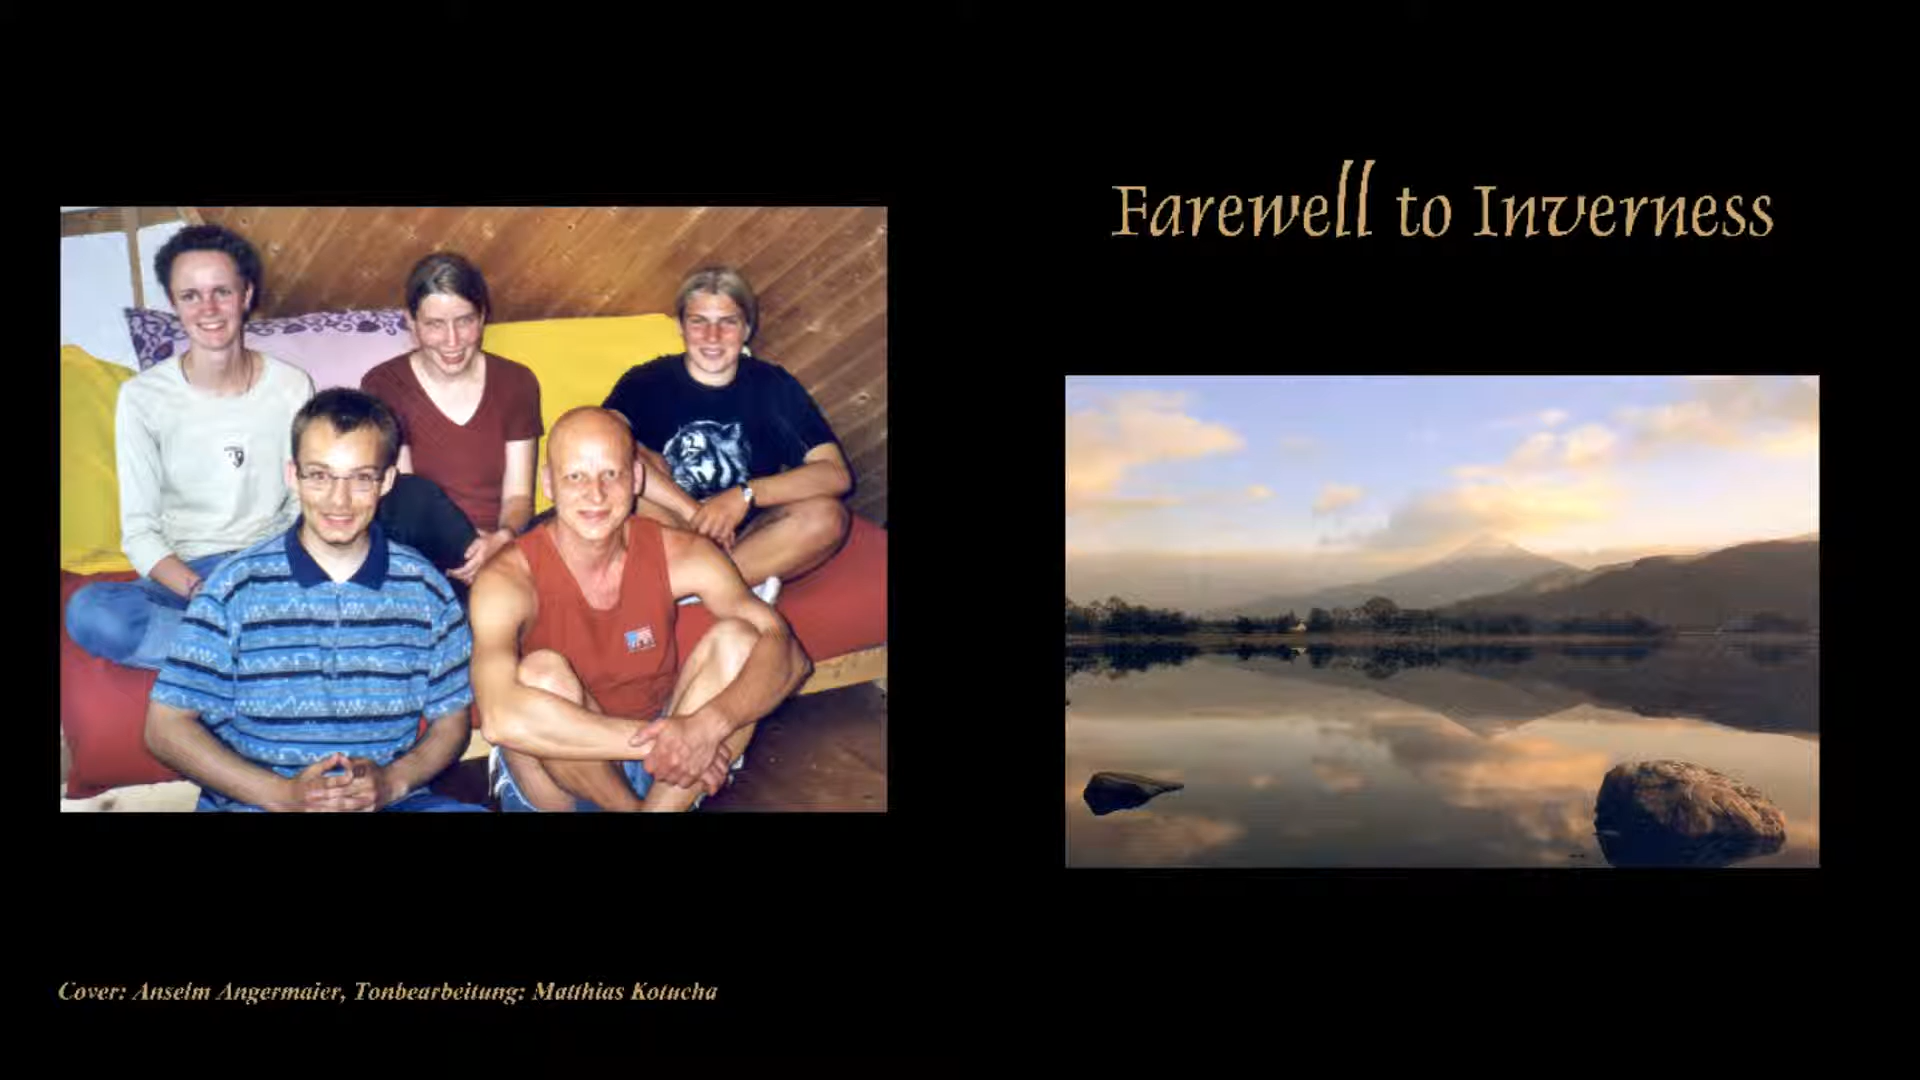 Farewell to Inverness
Cover: Anselm Angermaier, Tonbearbeitung: Matthias Kotucha